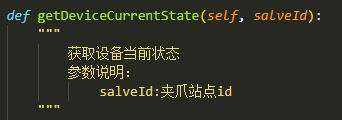 def getDeviceCurrentState(self, salveId):
"""
获取设备当前状态
参数说明：
salveId:夹爪站点id
"""